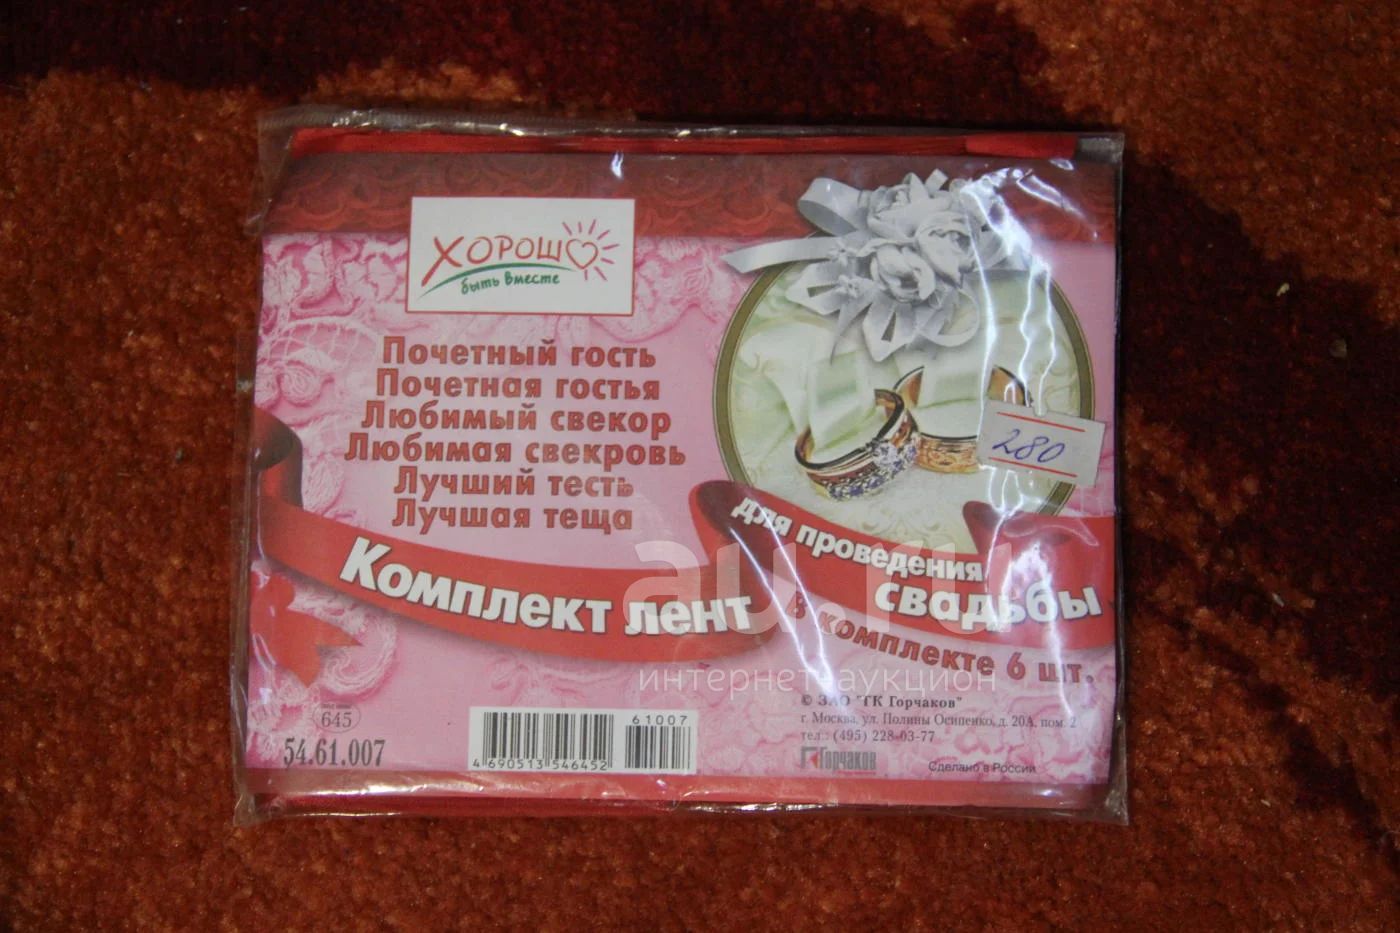 ХОРОШО
быть вместе
Почетный гость
Почетная гостья
Любимый свекор
Любимая свекровь
Лучший тесть
Лучшая теща
280
Комплект лент
для проведения
свадьбы
в комплекте 6 шт.
au.ru
интернет-аукцион
© ЗАО "ГК Горчаков"
г. Москва, ул. Полины Осипенко, д. 20А, пом. 2
тел.: (495) 228-03-77
Горчаков
Сделано в России
645
54.61.007
61007
4 690513 546452